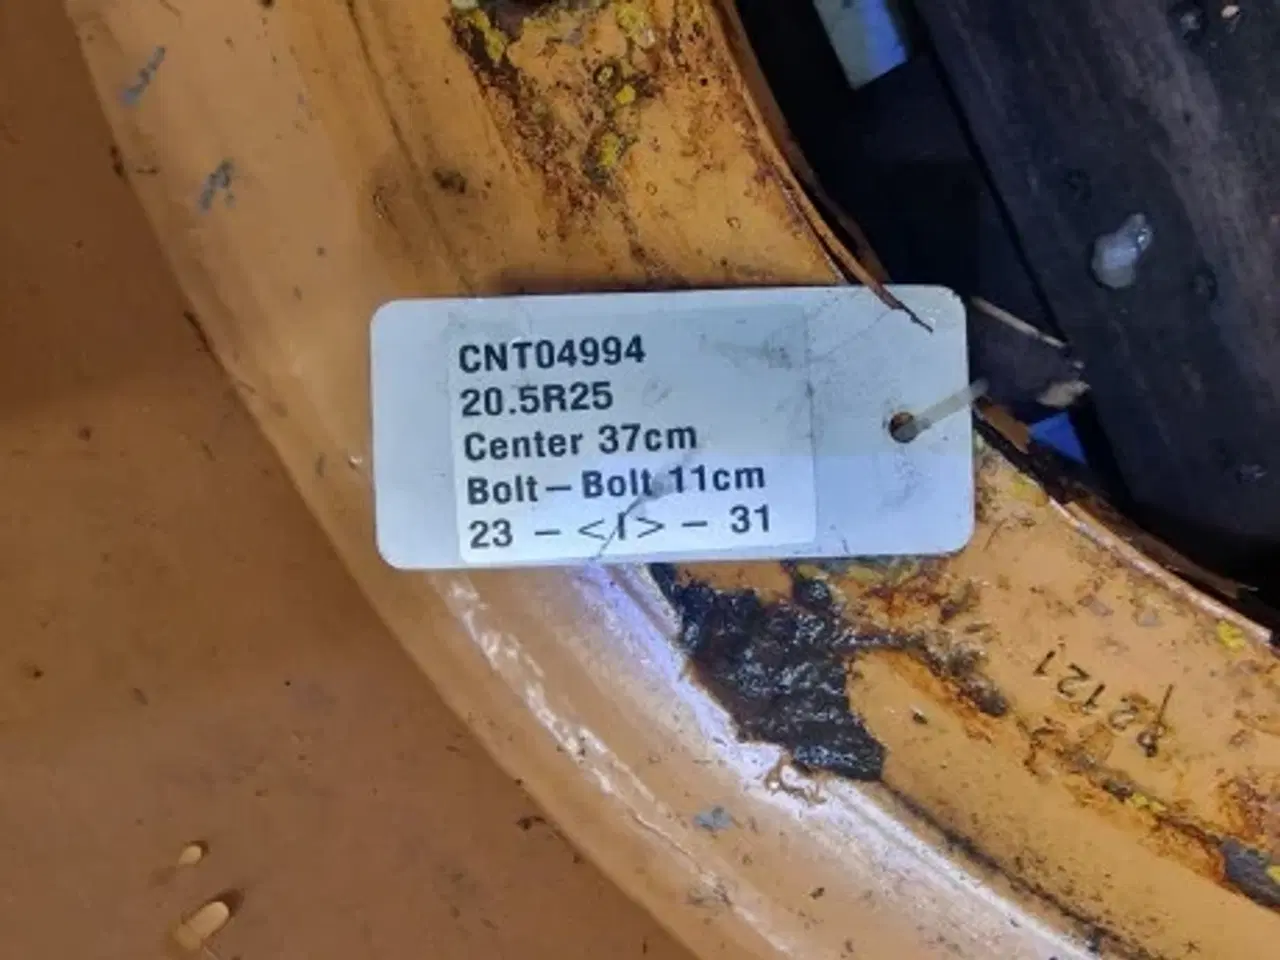 CNT04994
20.5R25
Center 37cm
Bolt – Bolt 11cm
23 – <I> – 31